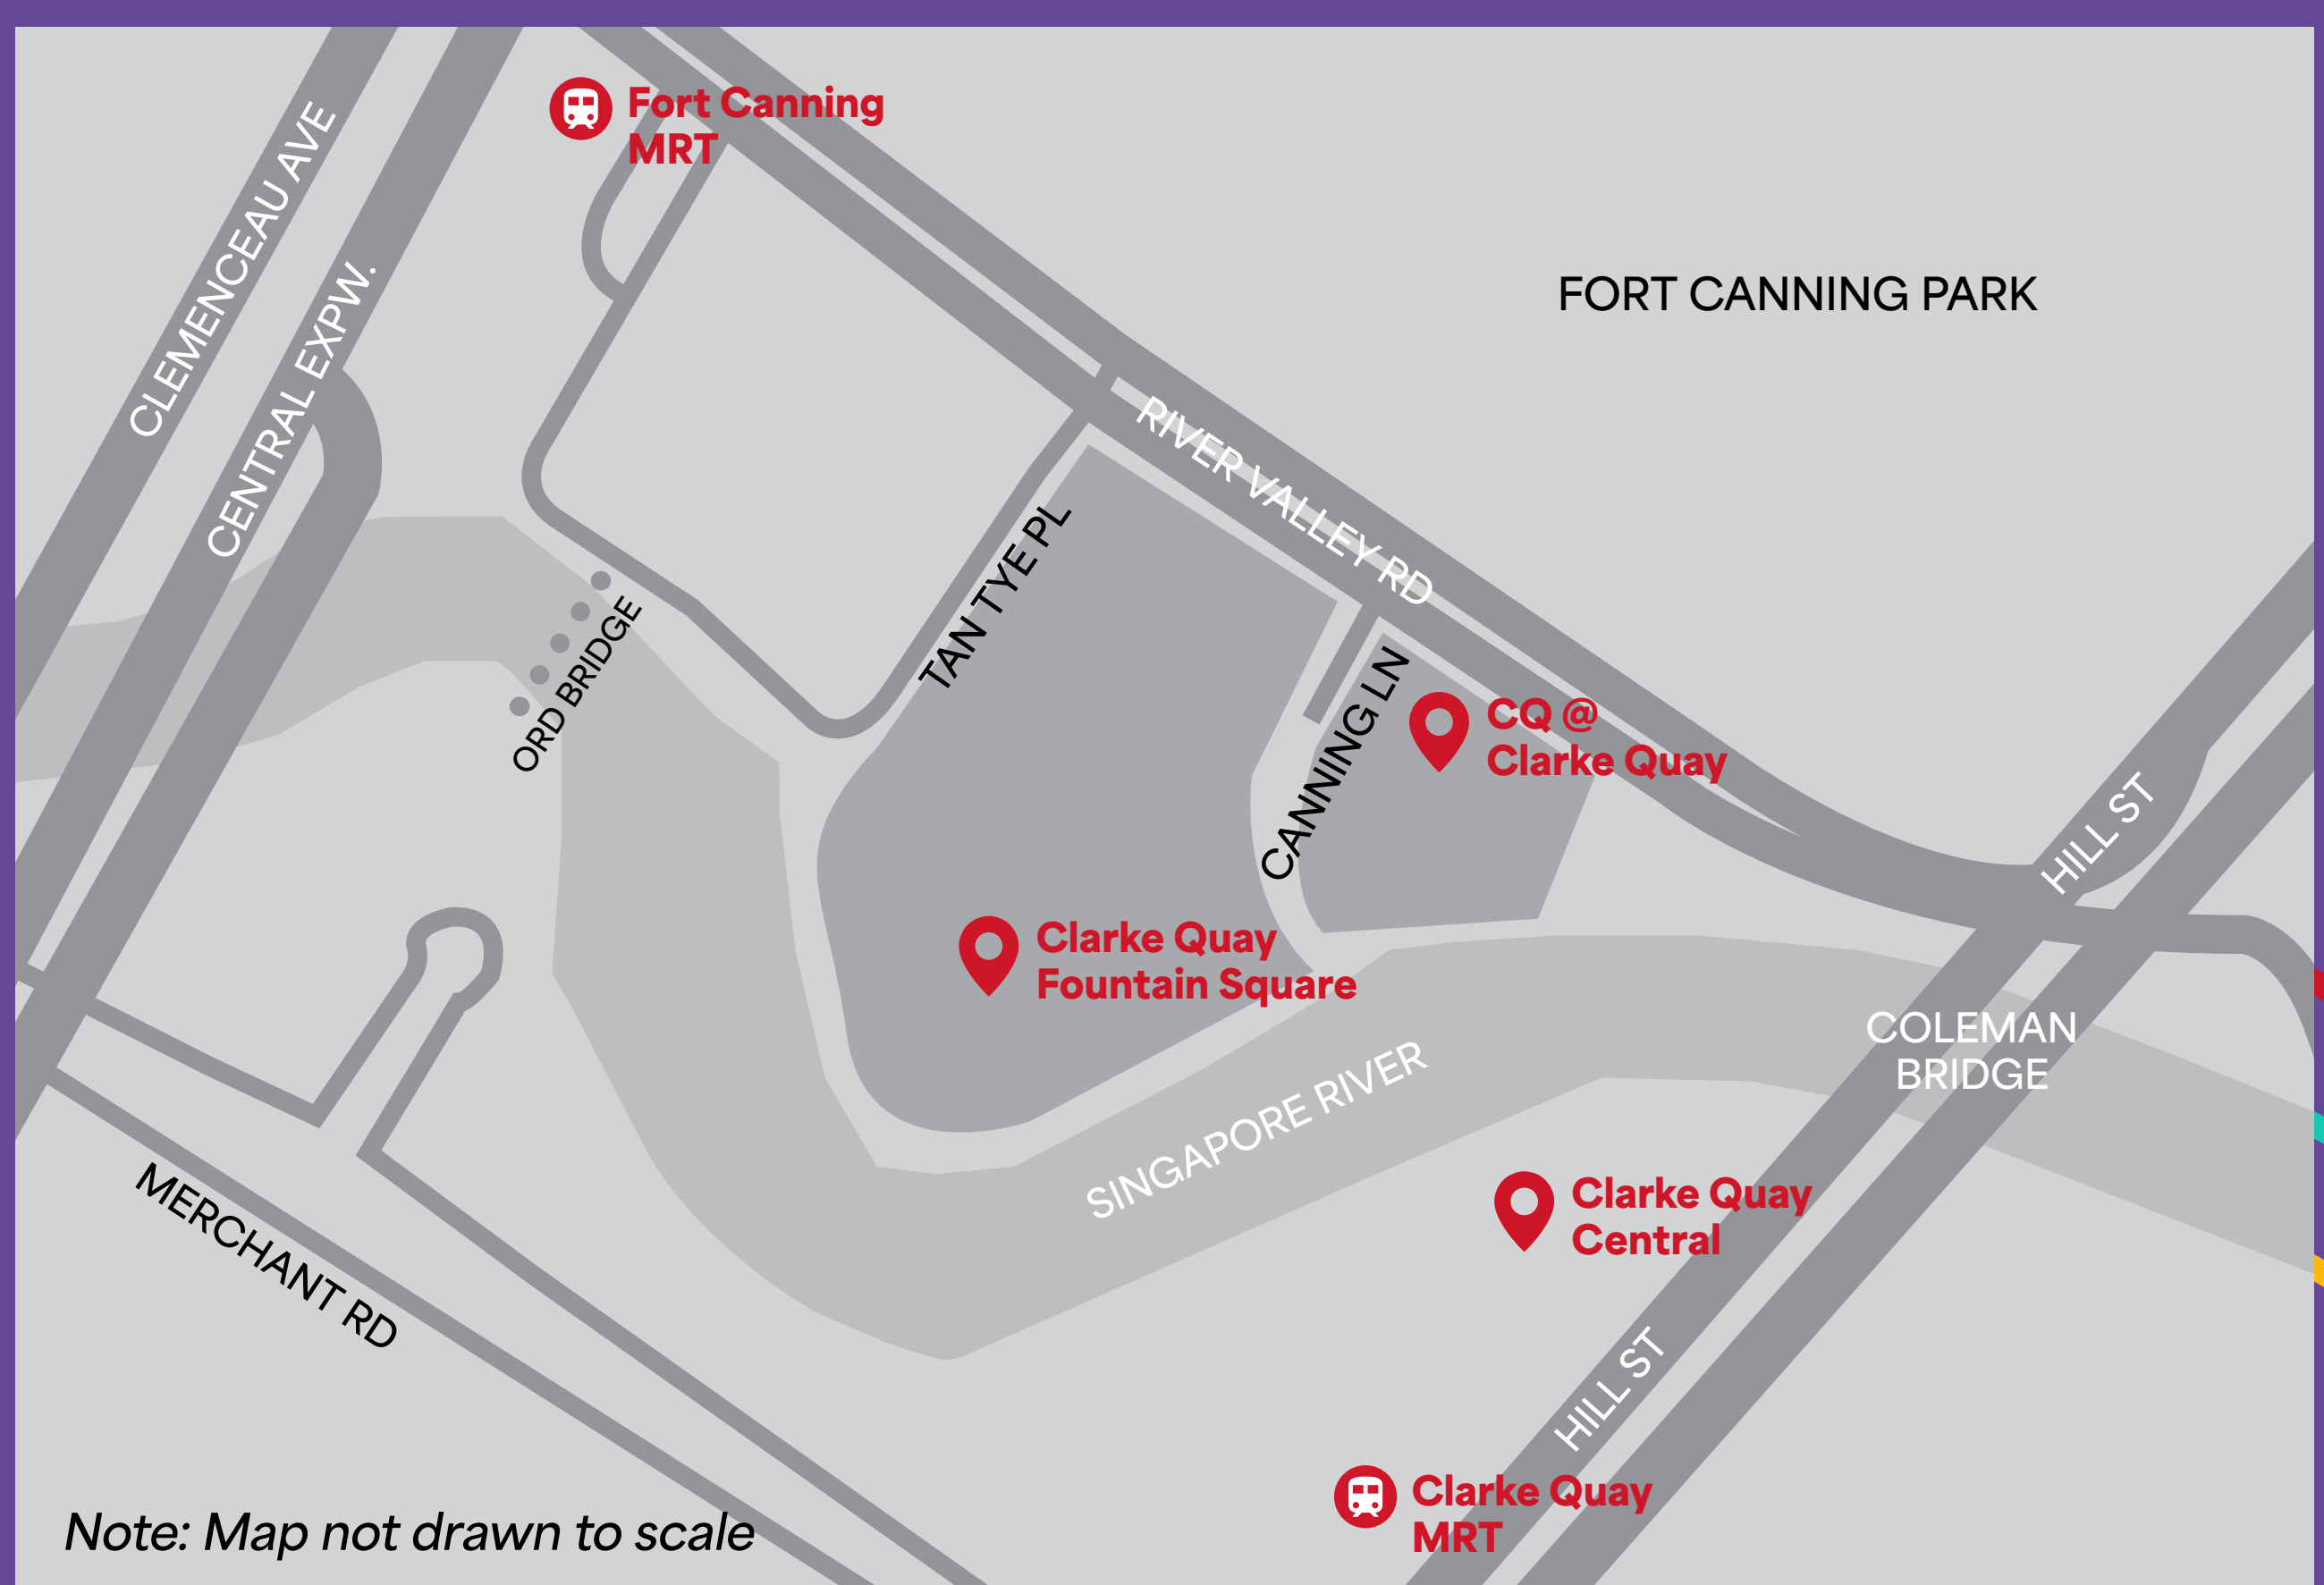 Fort Canning
MRT
CLEMENCEAU AVE
CENTRAL EXPW.
FORT CANNING PARK
RIVER VALLEY RD
TAN TYE PL
ORD BRIDGE
CANNING LN
CQ @
Clarke Quay
HILL ST
Clarke Quay
Fountain Square
COLEMAN
BRIDGE
SINGAPORE RIVER
Clarke Quay
Central
MERCHANT RD
HILL ST
Clarke Quay
MRT
Note: Map not drawn to scale